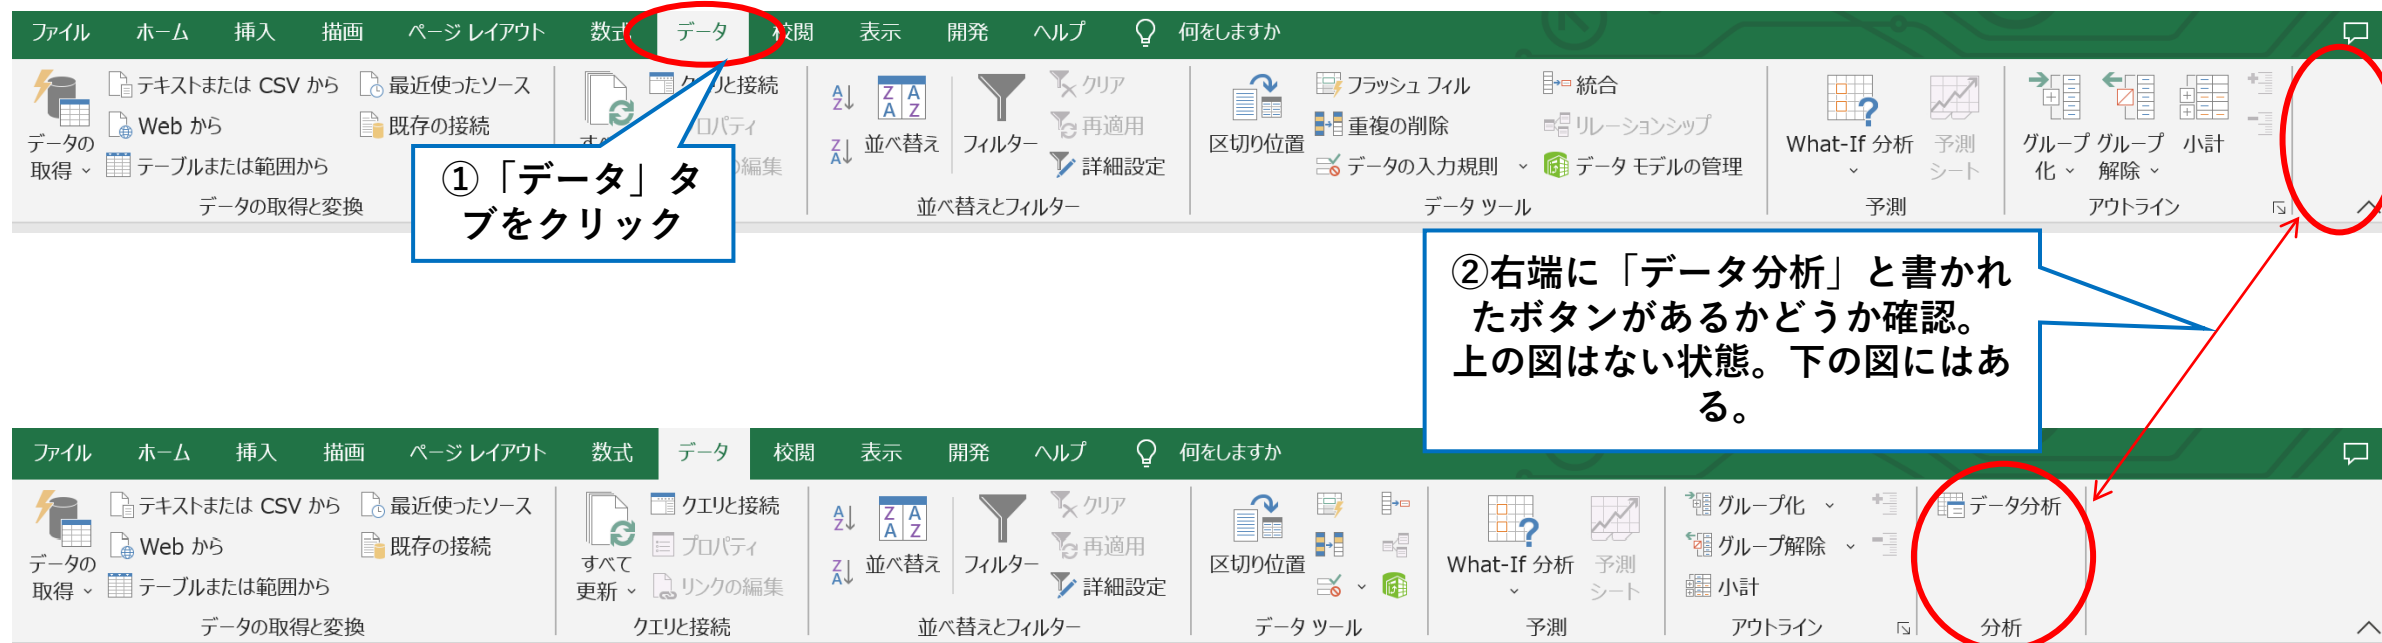 ファイル ホーム 挿入 描画 ページ レイアウト 数式 データ 校閲 表示 開発 ヘルプ 何をしますか
データの
取得
テキストまたは CSV から
Web から
テーブルまたは範囲から
最近使ったソース
既存の接続
データの取得と変換
クエリと接続
の編集
①「データ」タ
ブをクリック
並べ替え
フィルター
クリア
再適用
詳細設定
並べ替えとフィルター
区切り位置
フラッシュ フィル
重複の削除
データの入力規則
統合
リレーションシップ
データ モデルの管理
データ ツール
What-If 分析
予測
シート
予測
グループ
化
グループ
解除
小計
アウトライン
②右端に「データ分析」と書かれ
たボタンがあるかどうか確認。
上の図はない状態。下の図にはあ
る。
ファイル ホーム 挿入 描画 ページ レイアウト 数式 データ 校閲 表示 開発 ヘルプ 何をしますか
データの
取得
テキストまたは CSV から
Web から
テーブルまたは範囲から
最近使ったソース
既存の接続
データの取得と変換
すべて
更新
クエリと接続
プロパティ
リンクの編集
クエリと接続
並べ替え
フィルター
クリア
再適用
詳細設定
並べ替えとフィルター
区切り位置
データ ツール
What-If 分析
予測
シート
予測
グループ化
グループ解除
小計
アウトライン
データ分析
分析